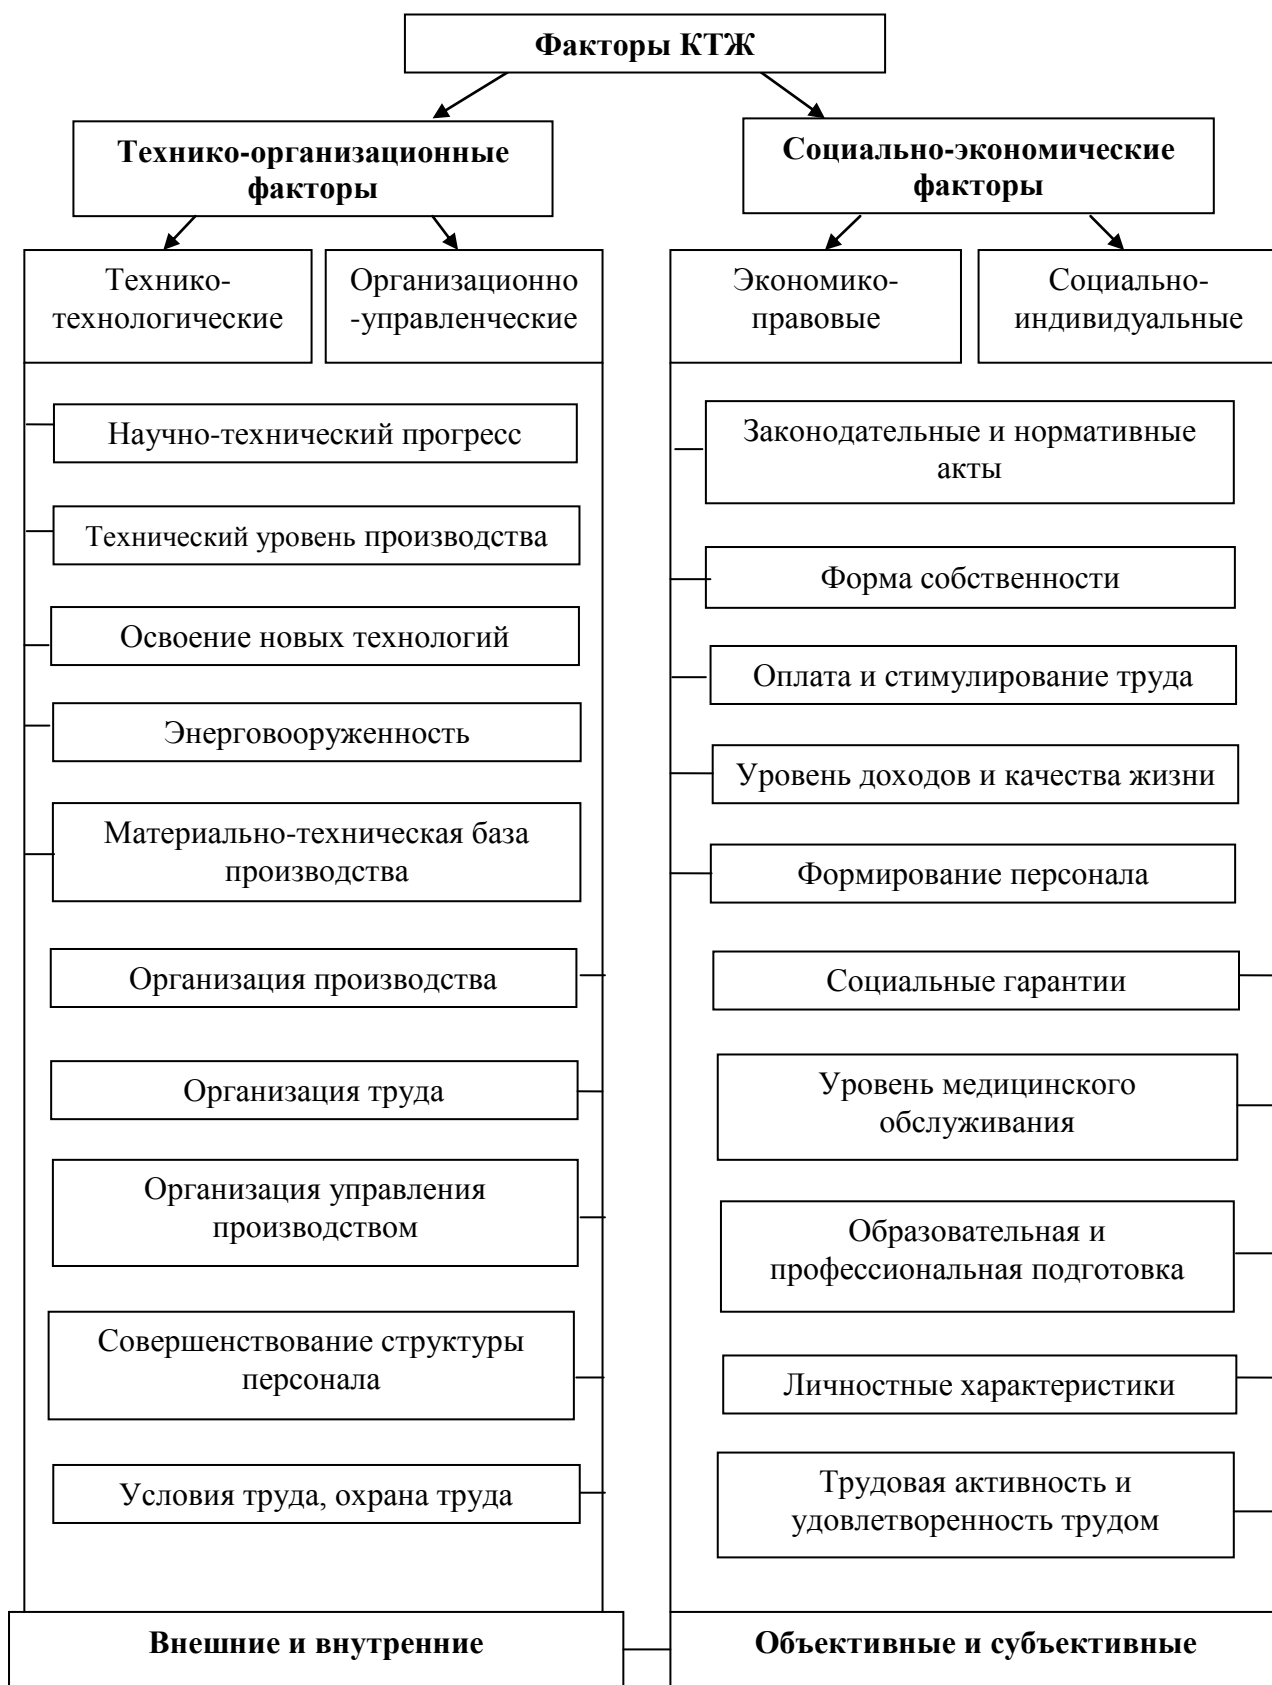 Факторы КТЖ
Технико-организационные
факторы
Социально-экономические
факторы
Технико-
технологические
Организационно
-управленческие
Экономико-
правовые
Социально-
индивидуальные
Научно-технический прогресс
Технический уровень производства
Освоение новых технологий
Энерговооруженность
Материально-техническая база
производства
Организация производства
Организация труда
Организация управления
производством
Совершенствование структуры
персонала
Условия труда, охрана труда
Законодательные и нормативные
акты
Форма собственности
Оплата и стимулирование труда
Уровень доходов и качества жизни
Формирование персонала
Социальные гарантии
Уровень медицинского
обслуживания
Образовательная и
профессиональная подготовка
Личностные характеристики
Трудовая активность и
удовлетворенность трудом
Внешние и внутренние
Объективные и субъективные